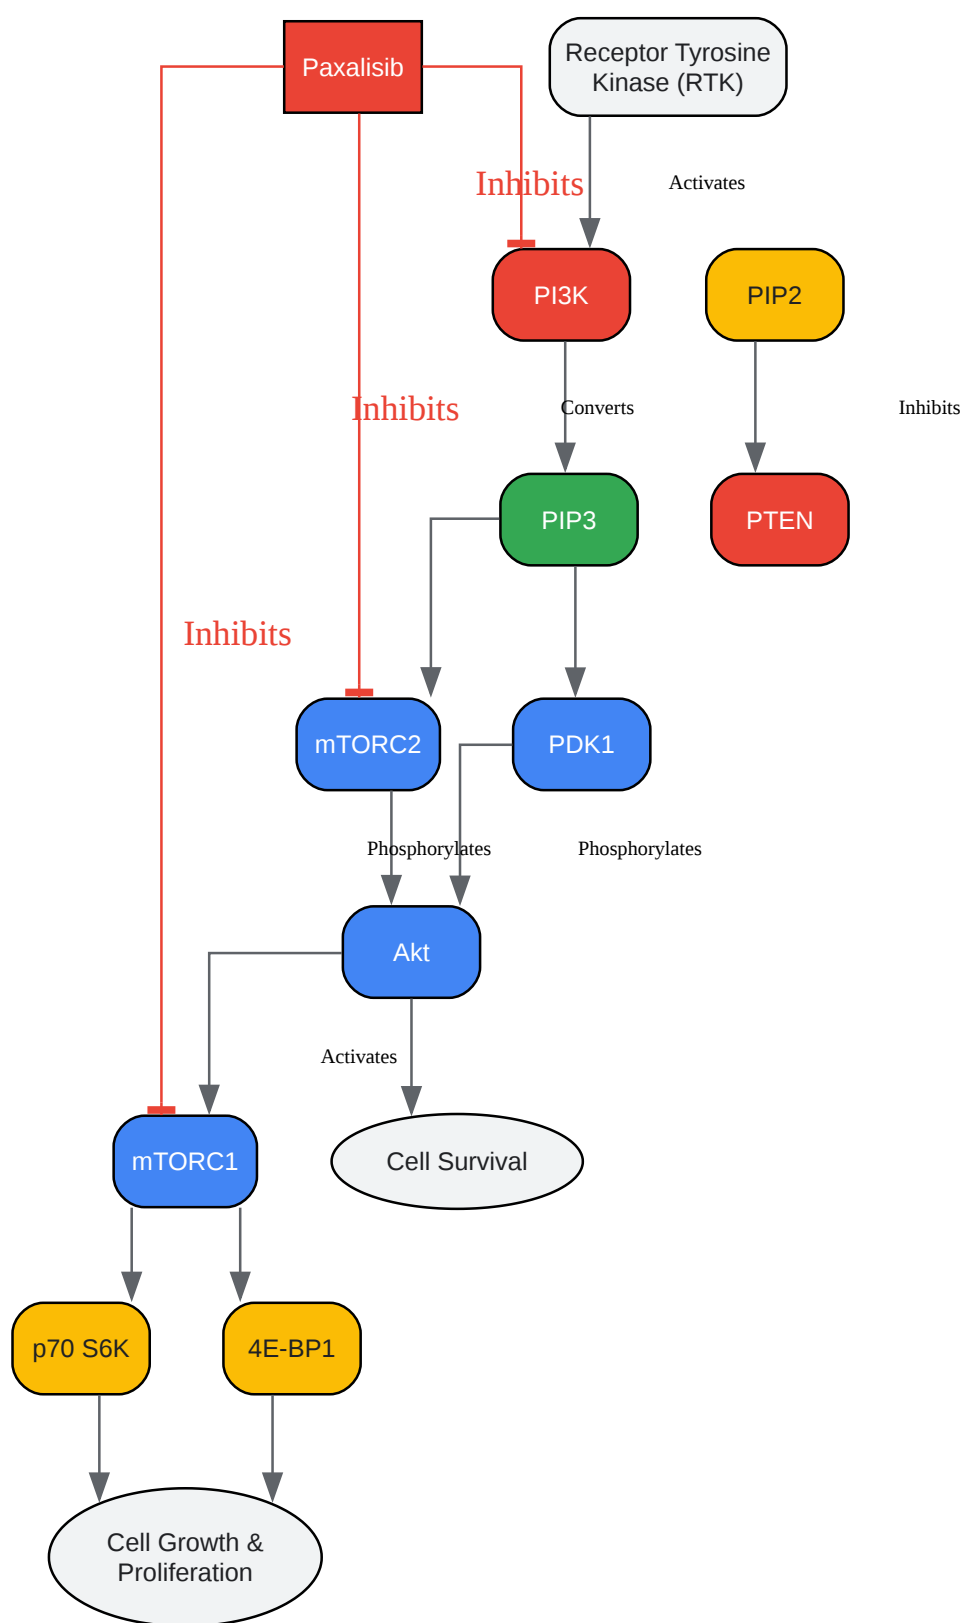 Paxalisib
Receptor Tyrosine
Kinase (RTK)
Inhibits
Activates
PI3K
PIP2
Inhibits
Converts
Inhibits
PIP3
PTEN
Inhibits
mTORC2
PDK1
Phosphorylates
Phosphorylates
Akt
Activates
mTORC1
Cell Survival
p70 S6K
4E-BP1
Cell Growth &
Proliferation